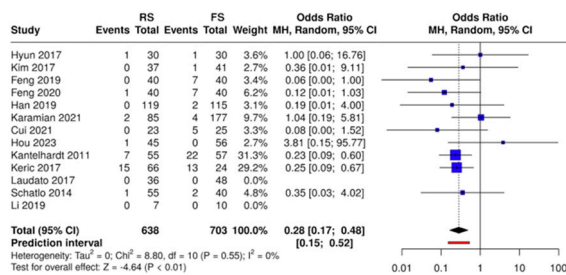 RS FS Odds Ratio Odds Ratio
Study Events Total Events Total Weight MH, Random, 95% CI MH, Random, 95% CI
Hyun 2017 1 30 1 30 3.6% 1.00 [0.06; 16.76]
Kim 2017 0 37 1 41 2.7% 0.36 [0.01; 9.11]
Feng 2019 0 40 7 40 3.4% 0.06 [0.00; 1.00]
Feng 2020 1 40 7 40 6.1% 0.12 [0.01; 1.03]
Han 2019 0 119 2 115 3.1% 0.19 [0.01; 4.00]
Karamian 2021 2 85 4 177 9.6% 1.04 [0.19; 5.81]
Cui 2021 0 23 5 25 3.3% 0.08 [0.00; 1.52]
Hou 2023 1 45 0 56 2.7% 3.81 [0.15; 95.77]
Kantelhardt 2011 7 55 22 57 31.3% 0.23 [0.09; 0.60]
Keric 2017 15 66 13 24 29.2% 0.25 [0.09; 0.67]
Laudato 2017 0 36 0 48 0.0%
Schatlo 2014 1 55 2 40 4.8% 0.35 [0.03; 4.02]
Li 2019 0 7 0 10 0.0%
Total (95% CI) 638 703 100.0% 0.28 [0.17; 0.48]
Prediction interval [0.15; 0.52]
Heterogeneity: Tau² = 0; Chi² = 8.80, df = 10 (P = 0.55); I² = 0%
Test for overall effect: Z = -4.64 (P < 0.01)
0.01 0.1 1 10 100